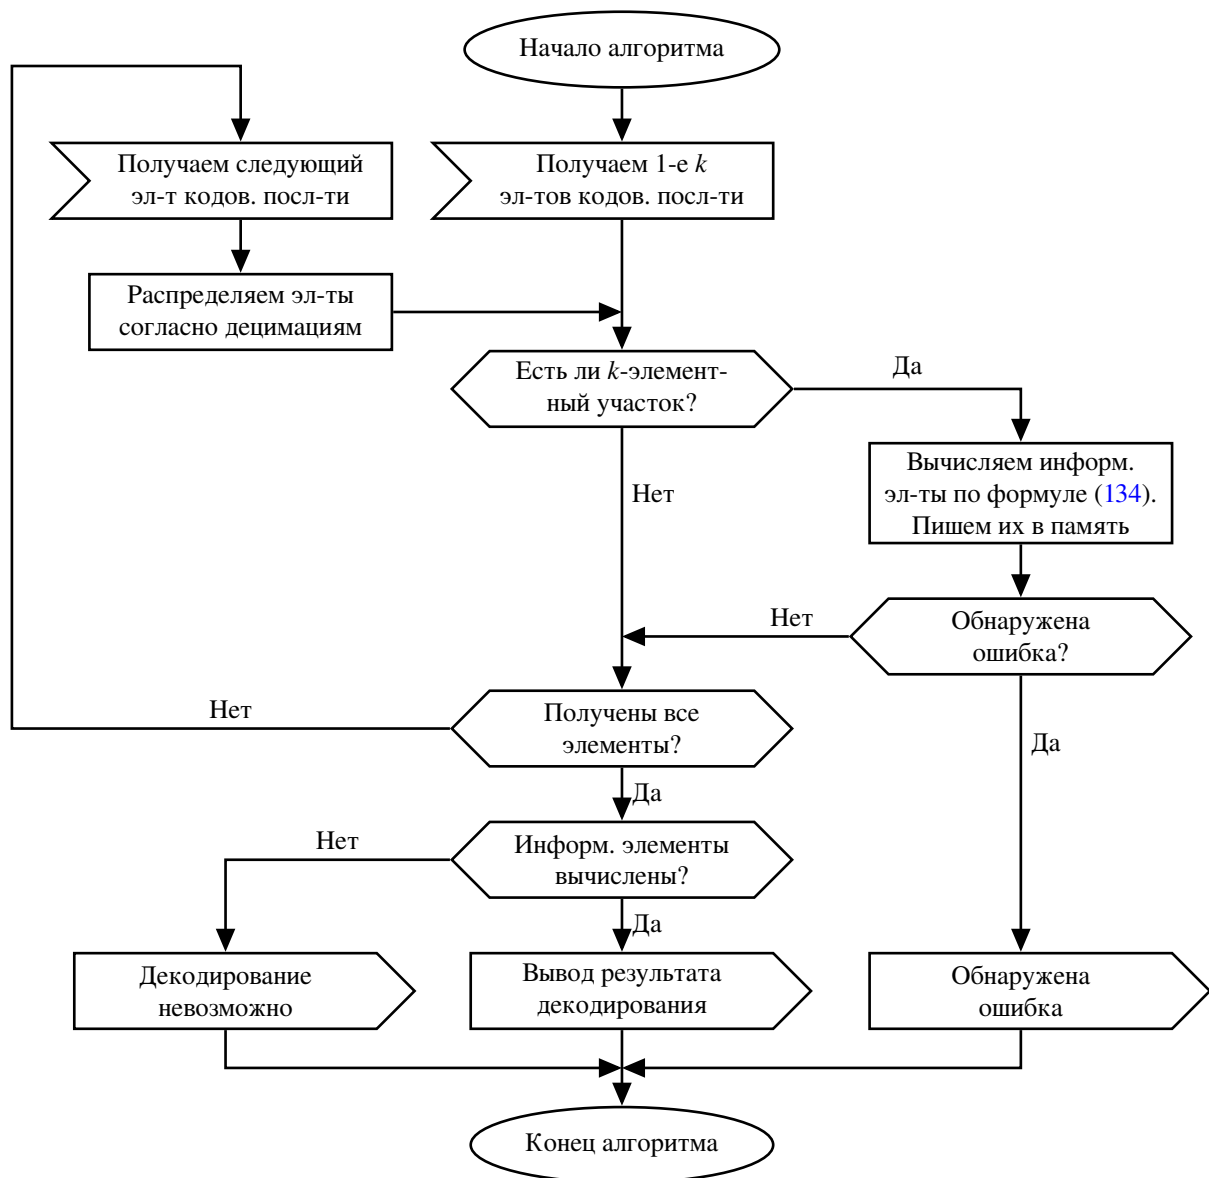 Начало алгоритма
Получаем следующий
эл-т кодов. посл-ти
Получаем 1-е k
эл-тов кодов. посл-ти
Распределяем эл-ты
согласно децимациям
Есть ли k-элемент-
ный участок?
Да
Нет
Вычисляем информ.
эл-ты по формуле (134).
Пишем их в память
Нет
Обнаружена
ошибка?
Нет
Получены все
элементы?
Да
Да
Нет
Информ. элементы
вычислены?
Да
Декодирование
невозможно
Вывод результата
декодирования
Обнаружена
ошибка
Конец алгоритма